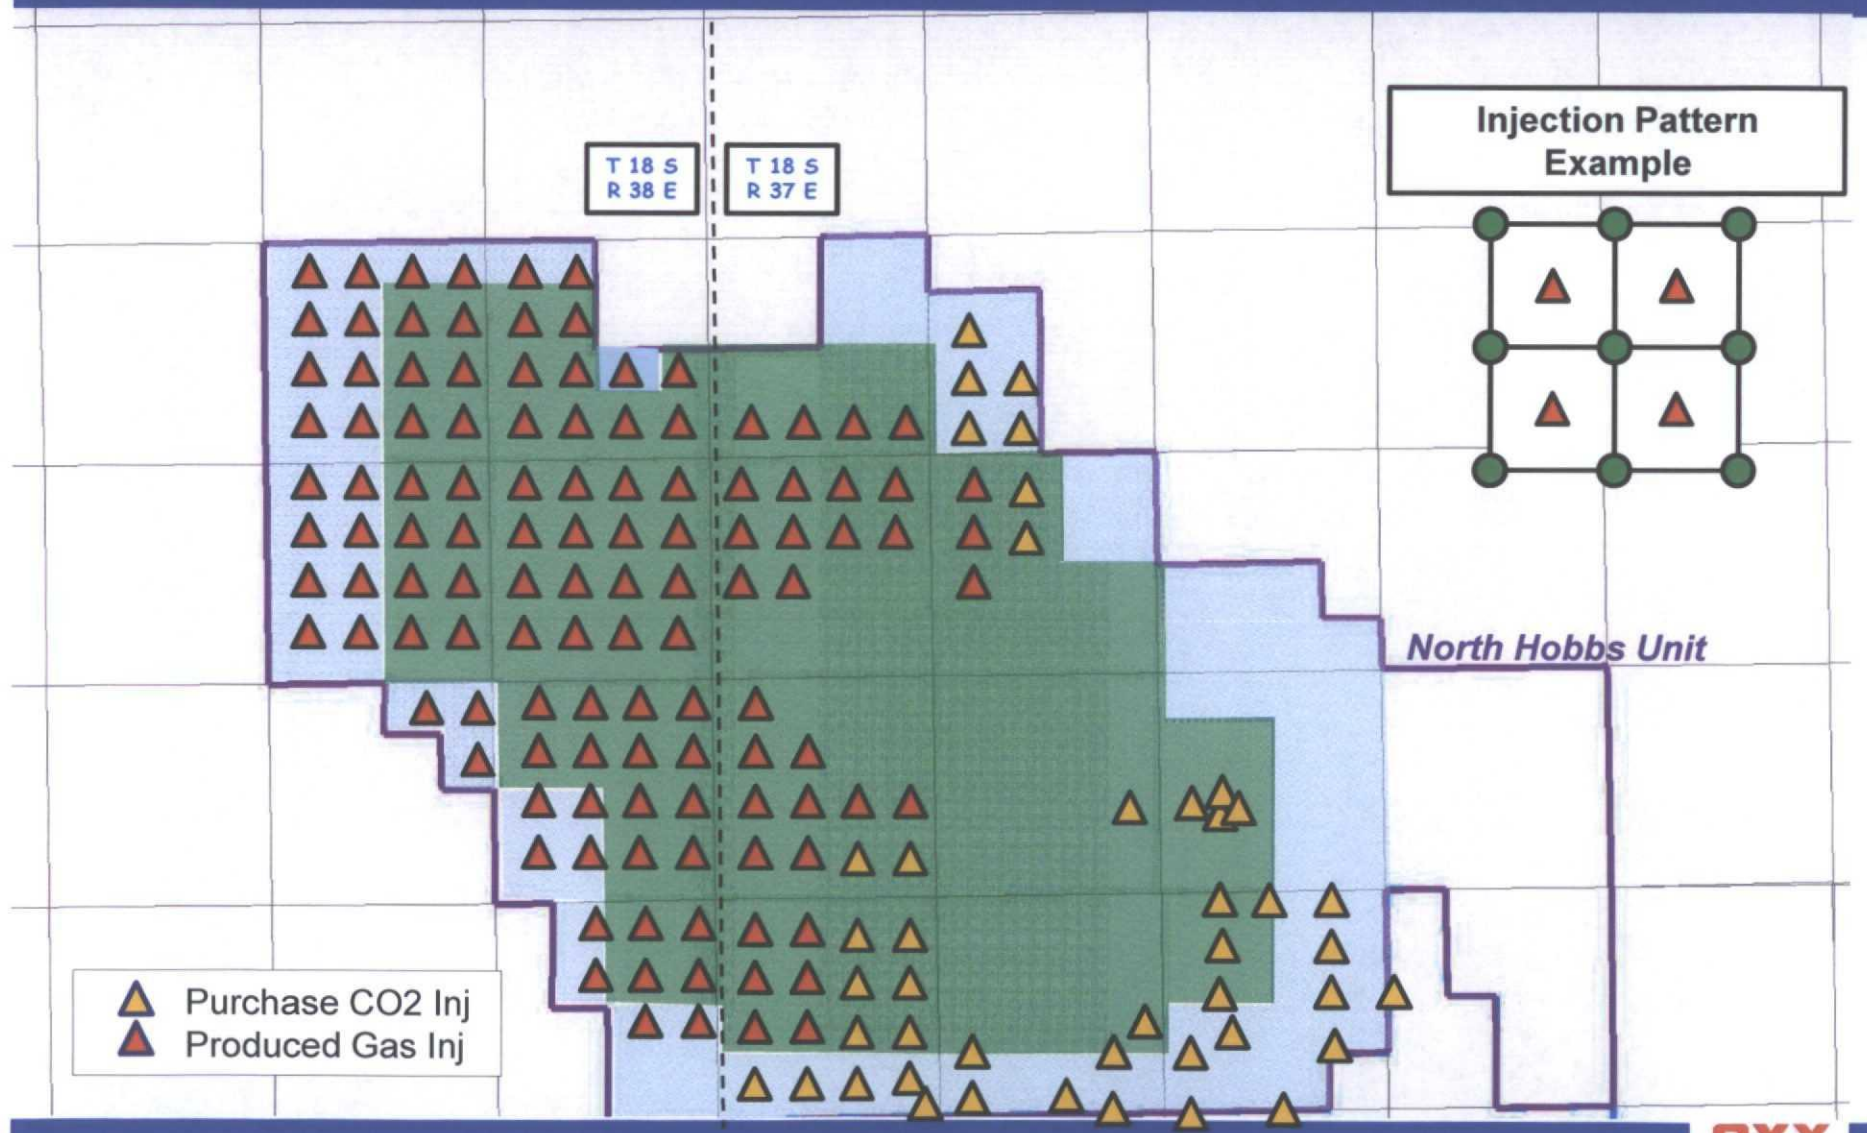 Injection Pattern
Example
T 18 S
R 38 E
T 18 S
R 37 E
North Hobbs Unit
Purchase CO2 Inj
Produced Gas Inj